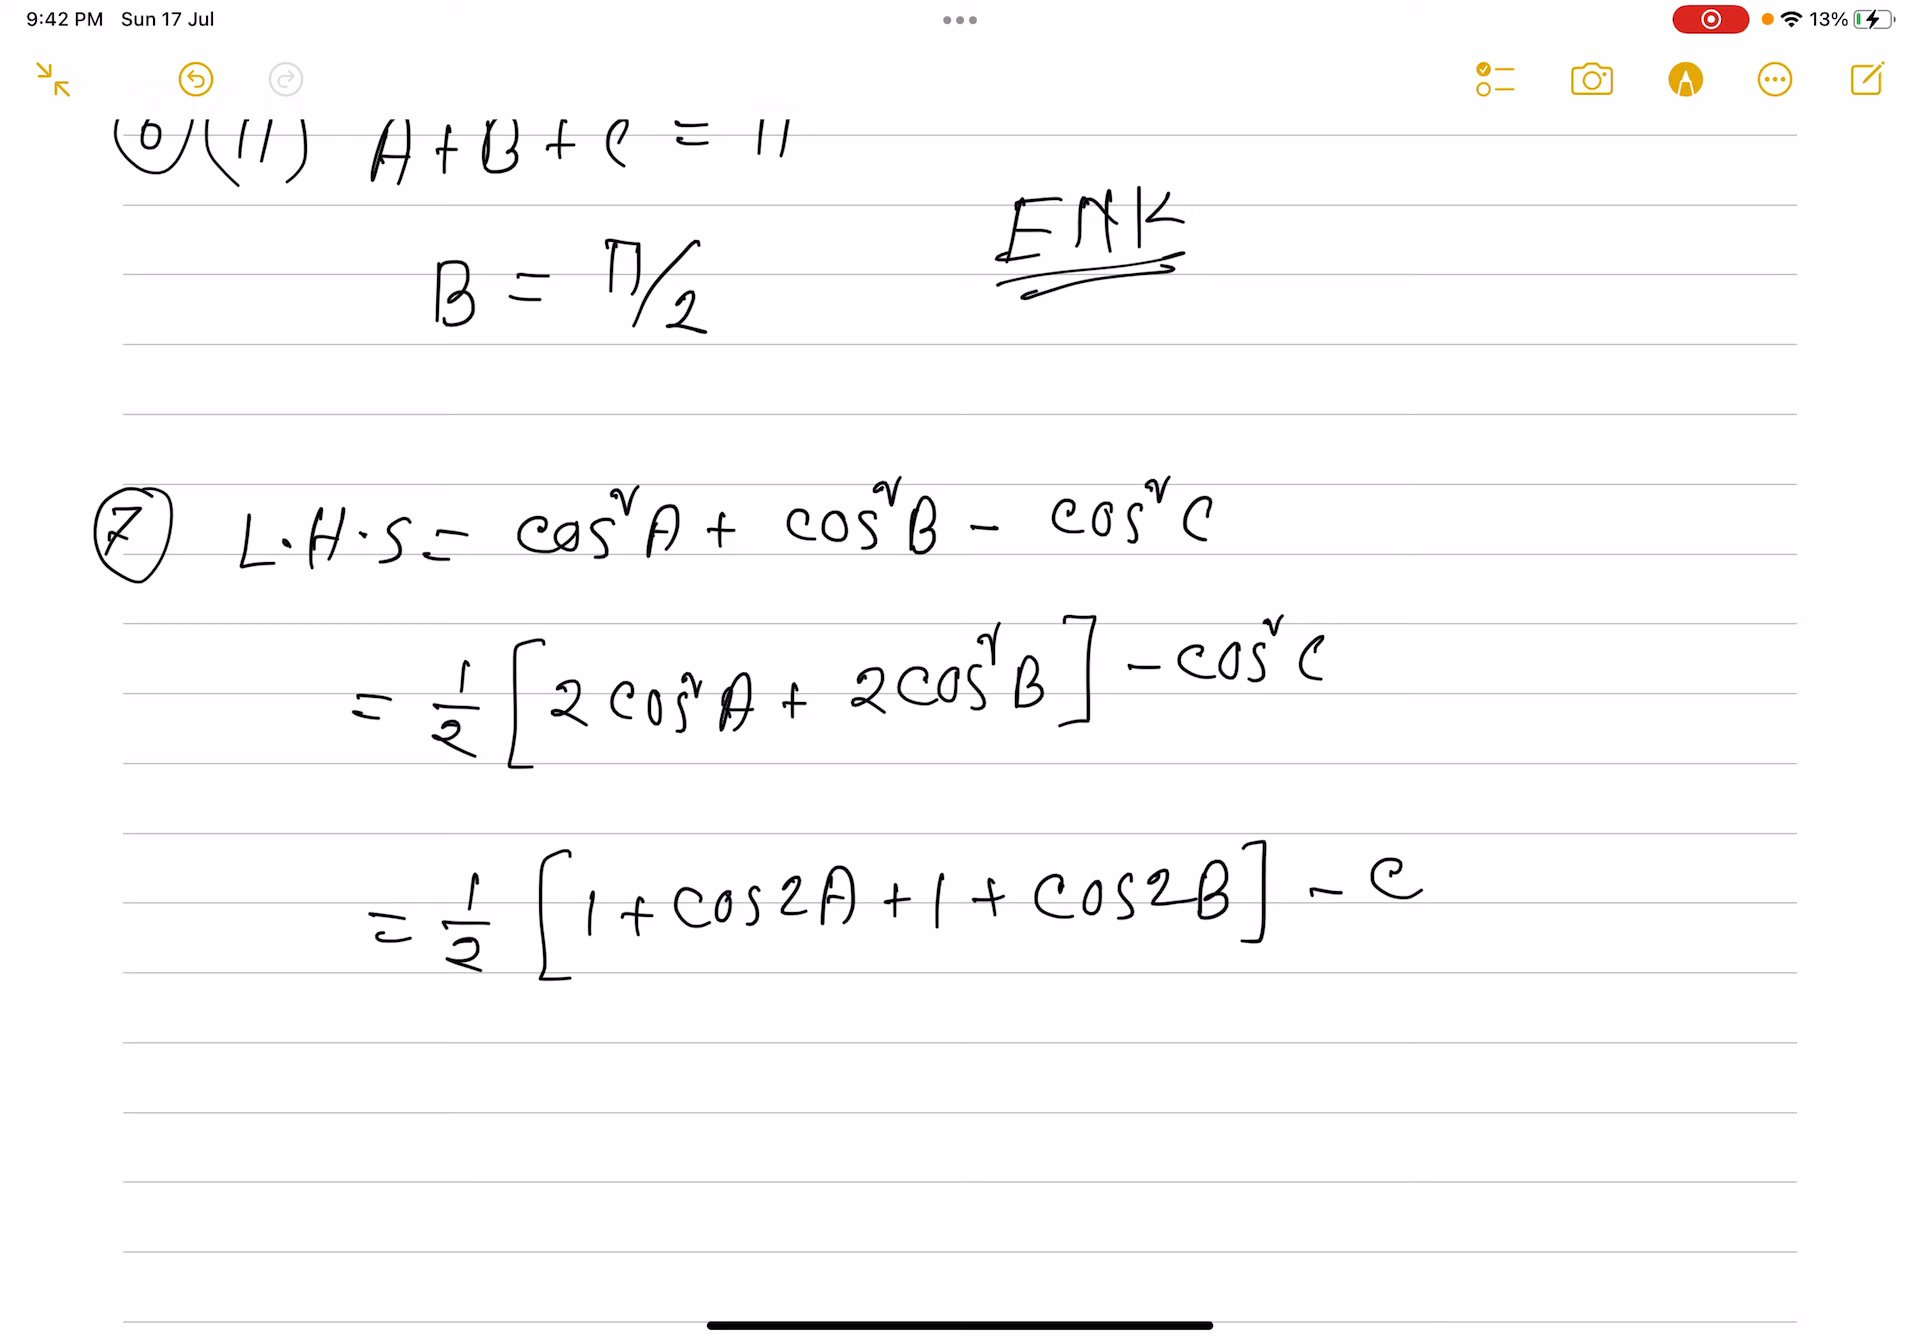 9:42 PM Sun 17 Jul
13%
(ii) A + B + C = π
B = π/2
ENK
7 L.H.S = cos²A + cos²B - cos²C
= 1/2 [2cos²A + 2cos²B] - cos²C
= 1/2 [1 + cos2A + 1 + cos2B] - c